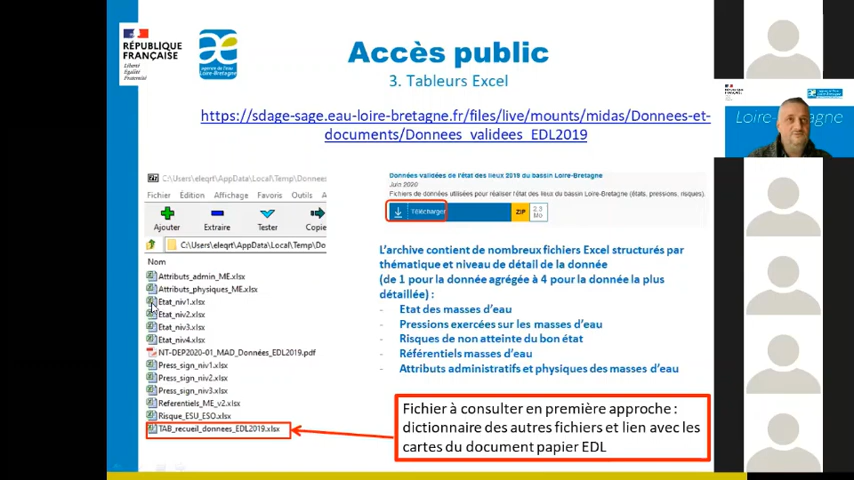 RÉPUBLIQUE
FRANÇAISE
Liberté
Égalité
Fraternité
agence de l'eau
Loire-Bretagne
Accès public
3. Tableurs Excel
https://sdage-sage.eau-loire-bretagne.fr/files/live/mounts/midas/Donnees-et-
documents/Donnees_validees_EDL2019
C:\Users\eleqrt\AppData\Local\Temp\Donnees
Fichier Edition Affichage Favoris Outils
Ajouter Extraire Tester Copie
C:\Users\eleqrt\AppData\Local\Temp\Do
Nom
Attributs_admin_ME.xlsx
Attributs_physiques_ME.xlsx
Etat_niv1.xlsx
Etat_niv2.xlsx
Etat_niv3.xlsx
Etat_niv4.xlsx
NT-DEP2020-01_MAD_Données_EDL2019.pdf
Press_sign_niv1.xlsx
Press_sign_niv2.xlsx
Press_sign_niv3.xlsx
Referentiels_ME_v2.xlsx
Risque_ESU_ESO.xlsx
TAB_recueil_donnees_EDL2019.xlsx
Données validées de l'état des lieux 2019 du bassin Loire-Bretagne
Juin 2020
Fichiers de données utilisées pour réaliser l'état des lieux du bassin Loire-Bretagne (états, pressions, risques).
Télécharger ZIP 2.3 Mo
L'archive contient de nombreux fichiers Excel structurés par
thématique et niveau de détail de la donnée
(de 1 pour la donnée agrégée à 4 pour la donnée la plus
détaillée) :
- Etat des masses d'eau
- Pressions exercées sur les masses d'eau
- Risques de non atteinte du bon état
- Référentiels masses d'eau
- Attributs administratifs et physiques des masses d'eau
Fichier à consulter en première approche :
dictionnaire des autres fichiers et lien avec les
cartes du document papier EDL
Loire-Bretagne